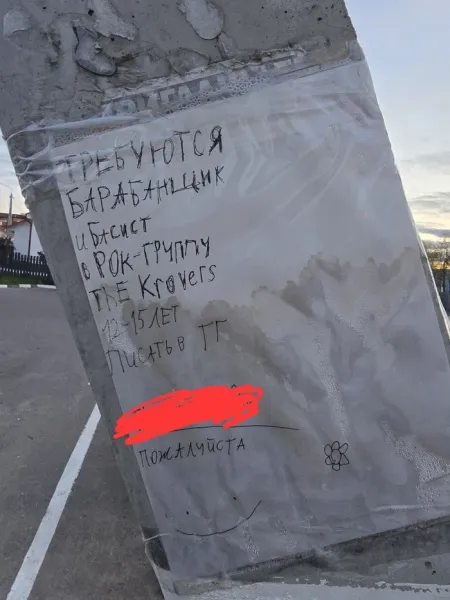 ТРЕБУЮТСЯ
БАРАБАНЩИК
и БАСИСТ
в РОК-ГРУППУ
THE Krovers
12-15 ЛЕТ
Писать в ТГ
ПОЖАЛУЙСТА